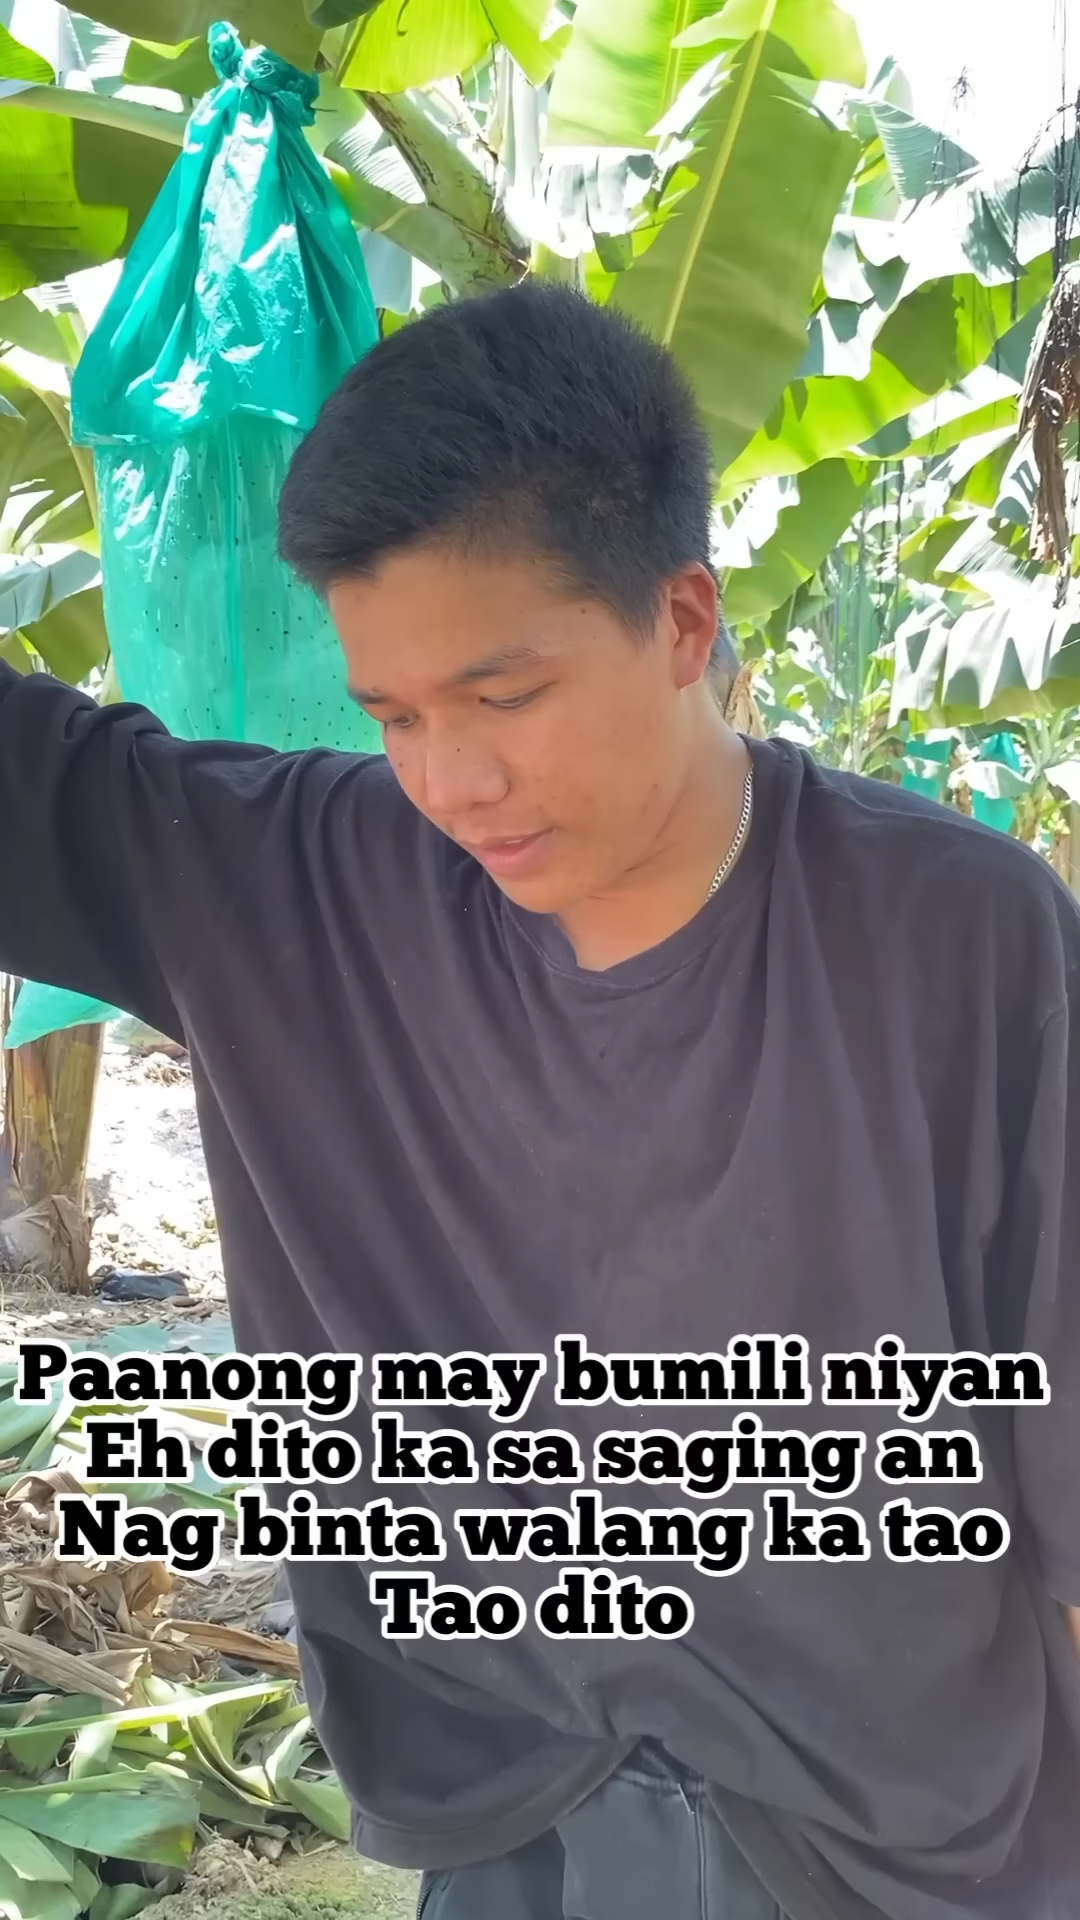 Paanong may bumili niyan
Eh dito ka sa saging an
Nag binta walang ka tao
Tao dito